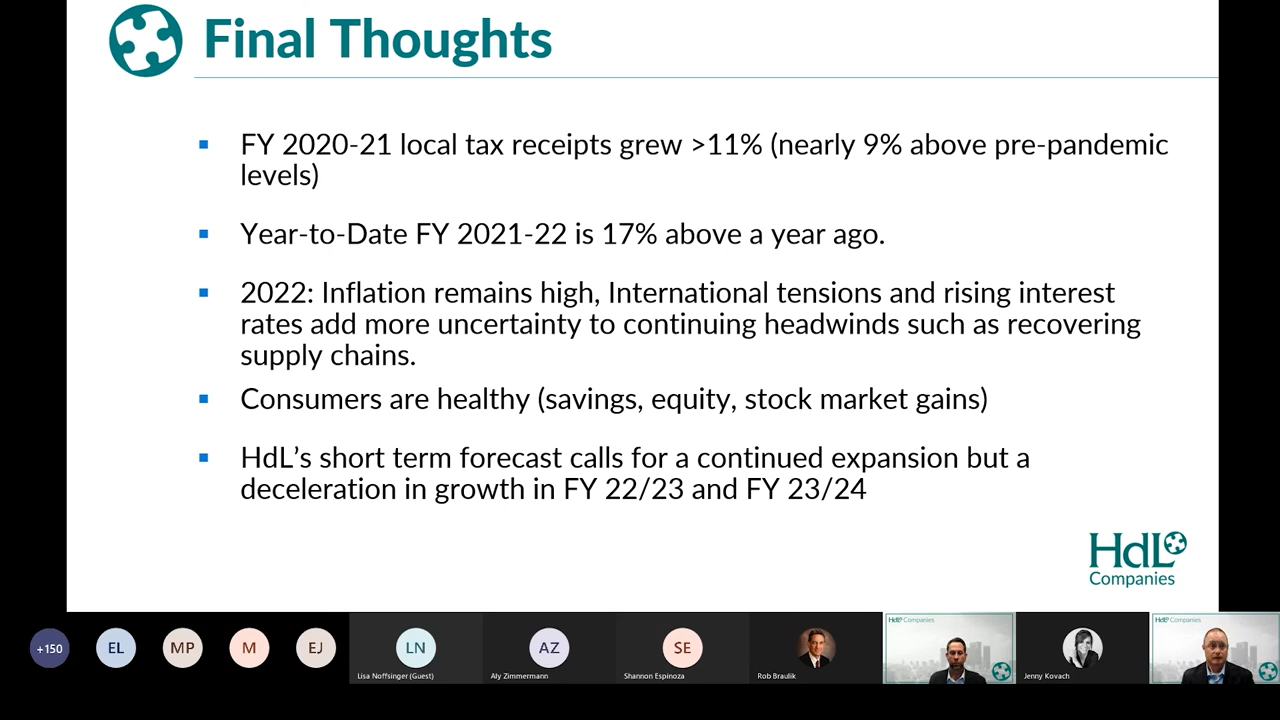 Final Thoughts
FY 2020-21 local tax receipts grew >11% (nearly 9% above pre-pandemic
levels)
Year-to-Date FY 2021-22 is 17% above a year ago.
2022: Inflation remains high, International tensions and rising interest
rates add more uncertainty to continuing headwinds such as recovering
supply chains.
Consumers are healthy (savings, equity, stock market gains)
HdL’s short term forecast calls for a continued expansion but a
deceleration in growth in FY 22/23 and FY 23/24
HdL
Companies
+150
EL
MP
M
EJ
LN
Lisa Noffsinger (Guest)
AZ
Aly Zimmermann
SE
Shannon Espinoza
Rob Braulik
HdL Companies
Jenny Kovach
HdL Companies